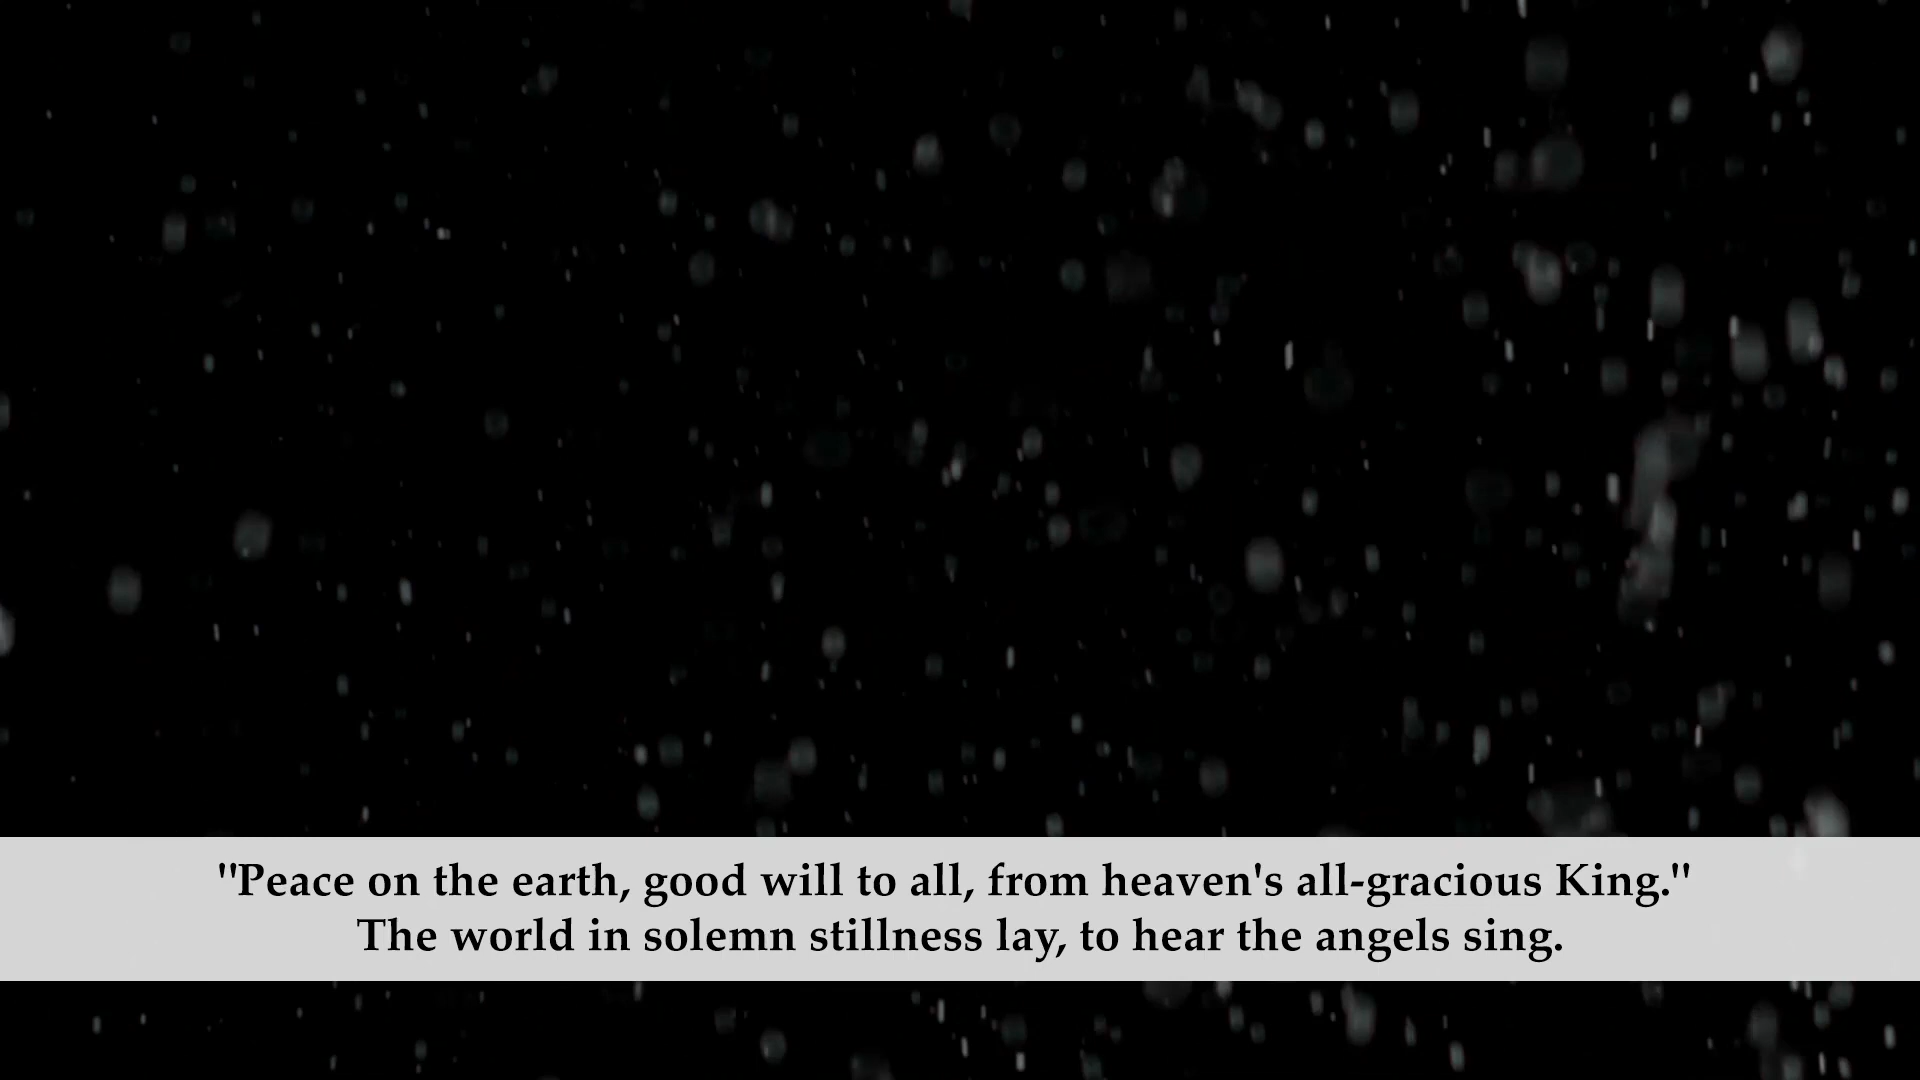 "Peace on the earth, good will to all, from heaven's all-gracious King."
The world in solemn stillness lay, to hear the angels sing.